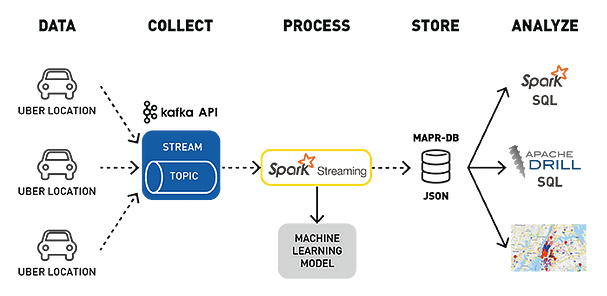 DATA
COLLECT
PROCESS
STORE
ANALYZE
UBER LOCATION
UBER LOCATION
UBER LOCATION
kafka API
STREAM
TOPIC
Spark Streaming
MACHINE
LEARNING
MODEL
MAPR-DB
JSON
Spark
SQL
APACHE
DRILL
SQL